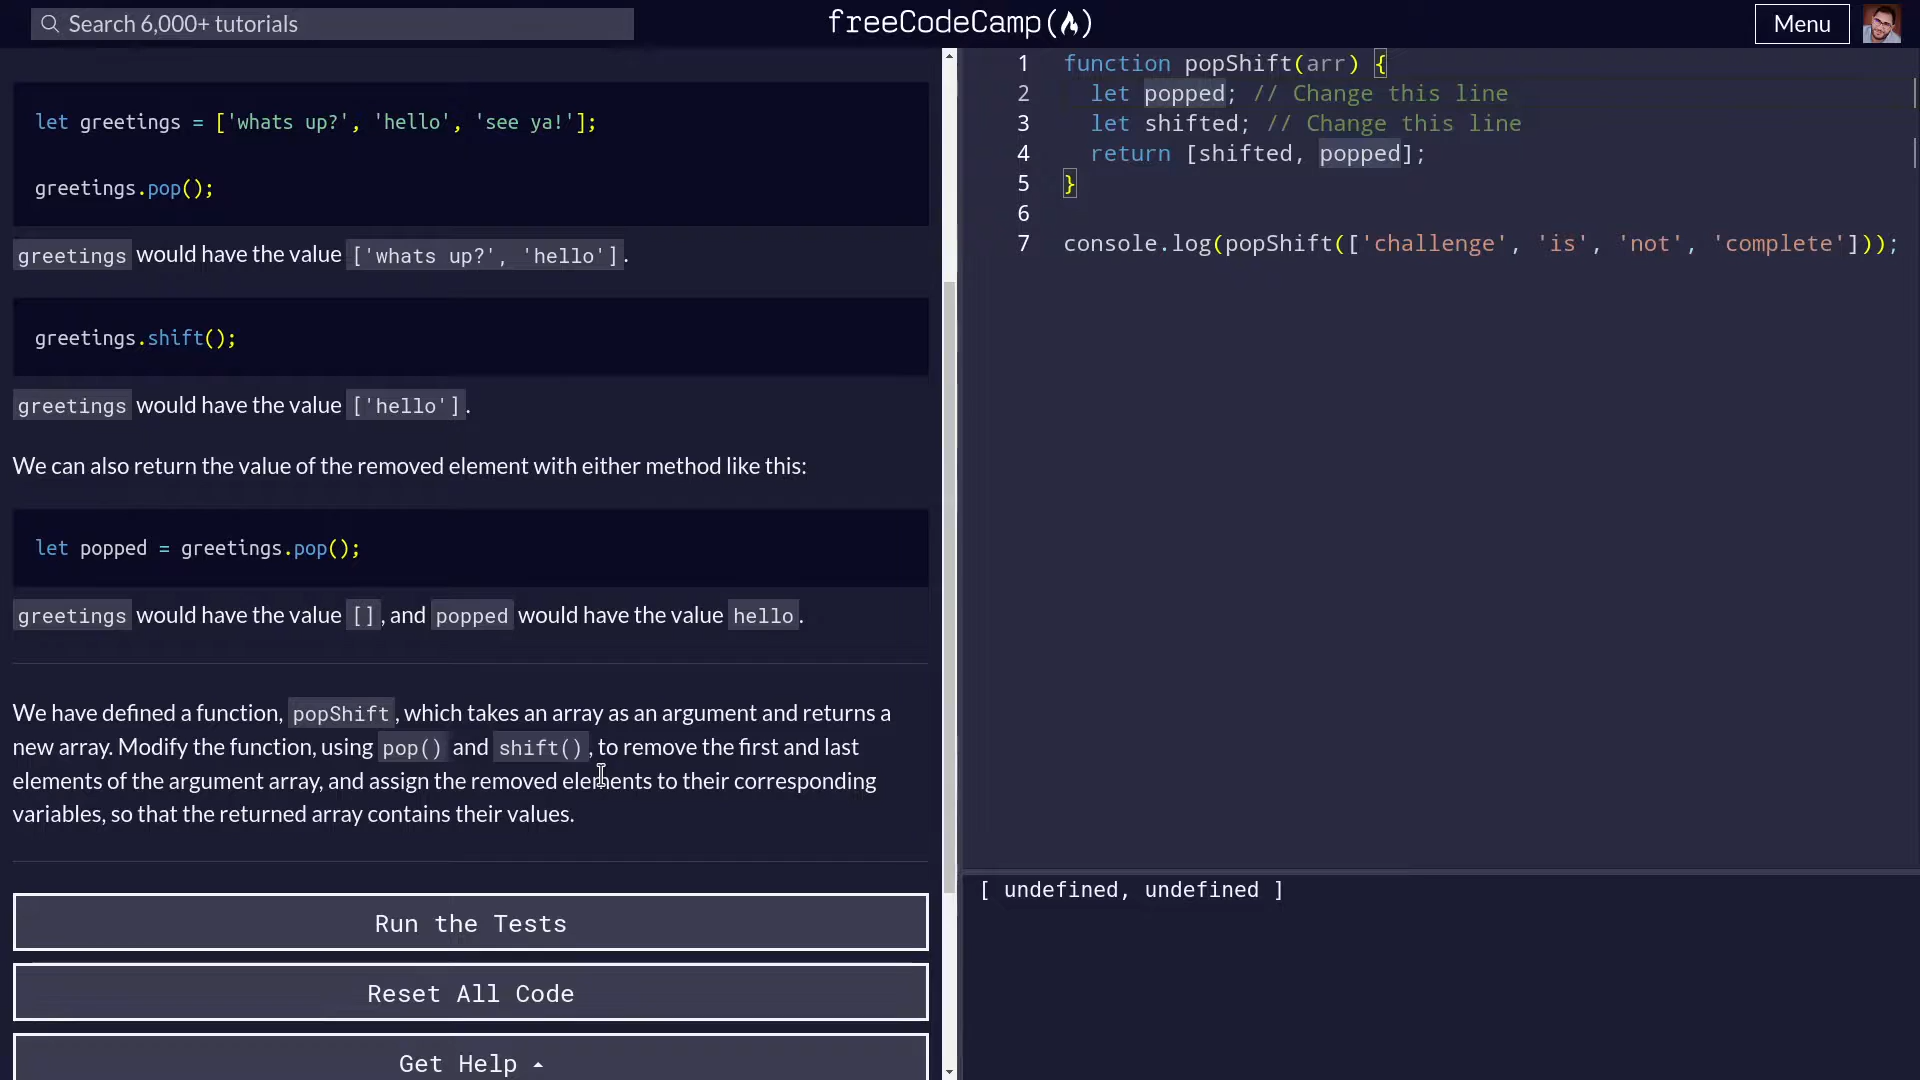 Search 6,000+ tutorials
freeCodeCamp(🔥)
Menu
let greetings = ['whats up?', 'hello', 'see ya!'];
greetings.pop();
greetings would have the value ['whats up?', 'hello'].
greetings.shift();
greetings would have the value ['hello'].
We can also return the value of the removed element with either method like this:
let popped = greetings.pop();
greetings would have the value [], and popped would have the value hello.
We have defined a function, popShift, which takes an array as an argument and returns a
new array. Modify the function, using pop() and shift(), to remove the first and last
elements of the argument array, and assign the removed elements to their corresponding
variables, so that the returned array contains their values.
Run the Tests
Reset All Code
Get Help
1 function popShift(arr) {
2 let popped; // Change this line
3 let shifted; // Change this line
4 return [shifted, popped];
5 }
6
7 console.log(popShift(['challenge', 'is', 'not', 'complete']));
[ undefined, undefined ]